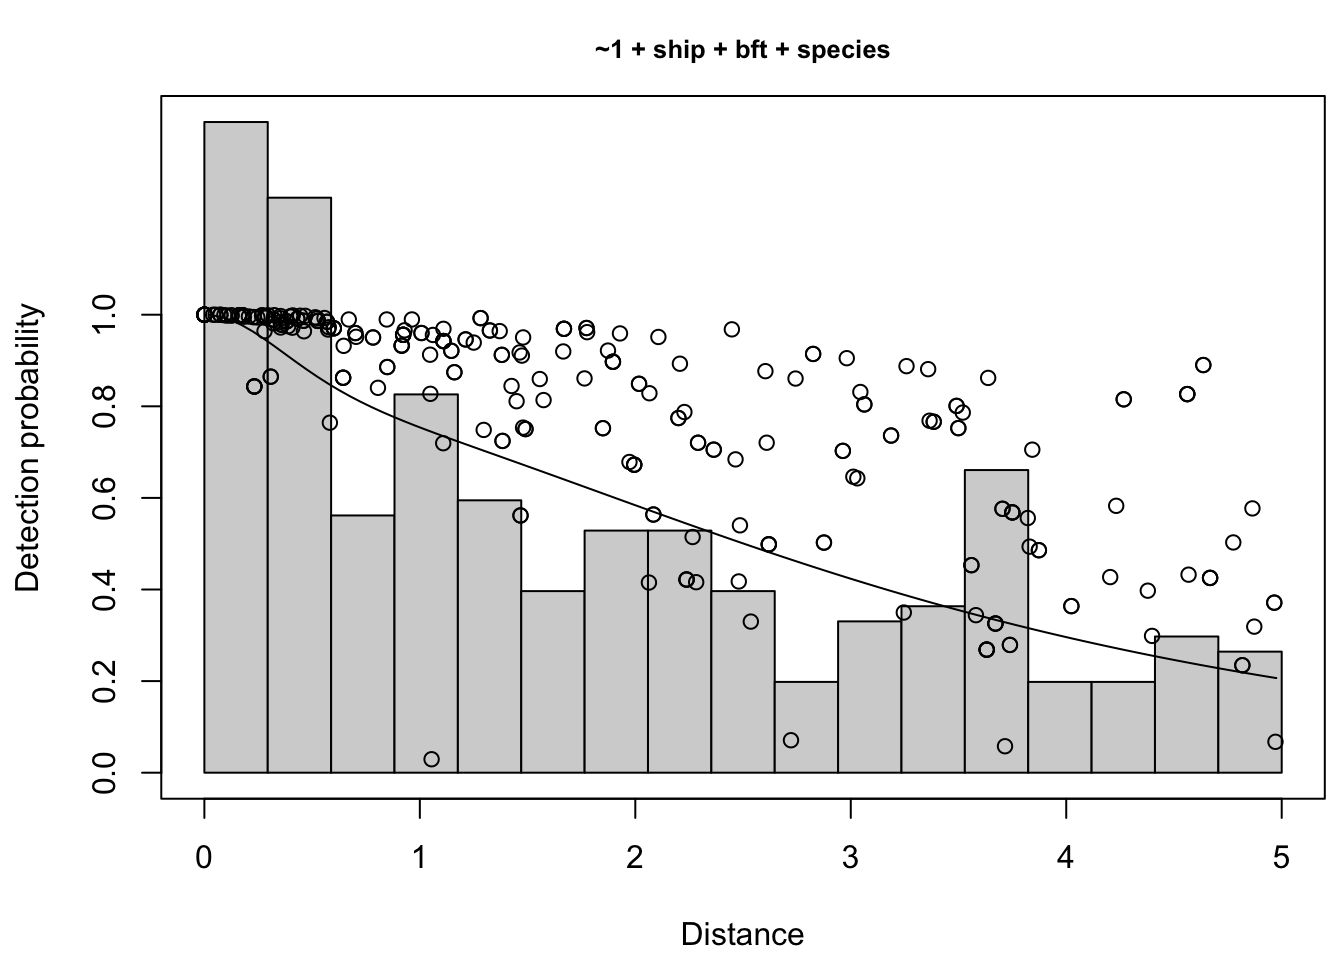 ~1 + ship + bft + species
Detection probability
1.0
0.8
0.6
0.4
0.2
0.0
0 1 2 3 4 5
Distance